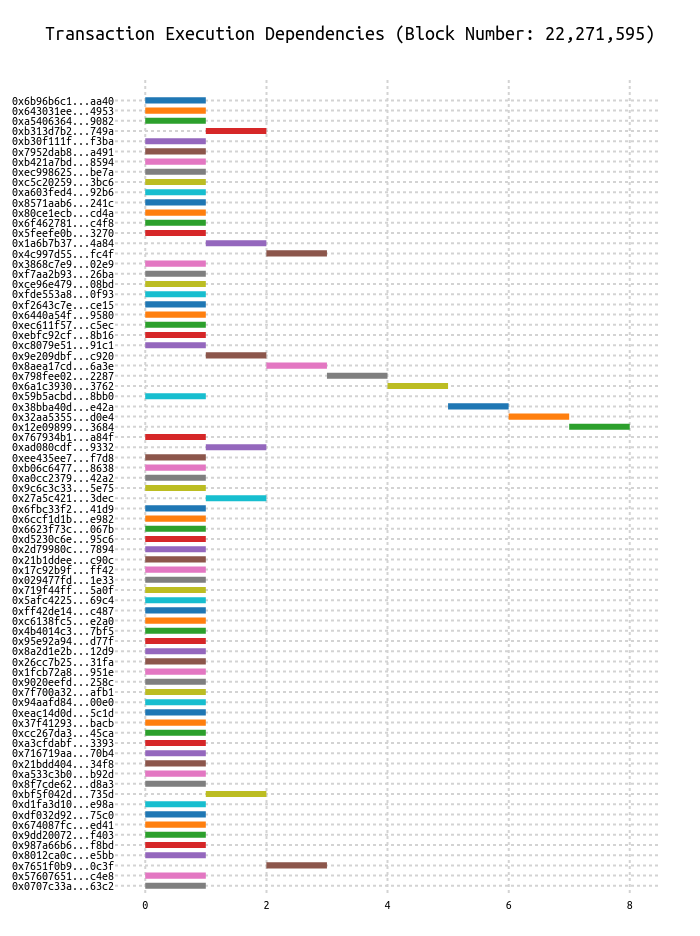 Transaction Execution Dependencies (Block Number: 22,271,595)
0x6b96b6c1...aa40
0x643031ee...4953
0xa5406364...9082
0xb313d7b2...749a
0xb30f111f...f3ba
0x7952dab8...a491
0xb421a7bd...8594
0xec998625...be7a
0xc5c20259...3bc6
0xa603fed4...92b6
0x8571aab6...241c
0x80ce1ecb...cd4a
0x6f462781...c4f8
0x5feefe0b...3270
0x1a6b7b37...4a84
0x4c997d55...fc4f
0x3868c7e9...02e9
0xf7aa2b93...26ba
0xce96e479...08bd
0xfde553a8...0f93
0xf2643c7e...ce15
0x6440a54f...9580
0xec611f57...c5ec
0xebfc92cf...8b16
0xc8079e51...91c1
0x9e209dbf...c920
0x8aea17cd...6a3e
0x798fee02...2287
0x6a1c3930...3762
0x59b5acbd...8bb0
0x38bba40d...e42a
0x32aa5355...d0e4
0x12e09899...3684
0x767934b1...a84f
0xad080cdf...9332
0xee435ee7...f7d8
0xb06c6477...8638
0xa0cc2379...42a2
0x9c6c3c33...5e75
0x27a5c421...3dec
0x6fbc33f2...41d9
0x6ccf1d1b...e982
0x6623f73c...067b
0xd5230c6e...95c6
0x2d79980c...7894
0x21b1ddee...c90c
0x17c92b9f...ff42
0x029477fd...1e33
0x719f44ff...5a0f
0x5afc4225...69c4
0xff42de14...c487
0xc6138fc5...e2a0
0x4b4014c3...7bf5
0x95e92a94...d77f
0x8a2d1e2b...12d9
0x26cc7b25...31fa
0x1fcb72a8...951e
0x9020eefd...258c
0x7f700a32...afb1
0x94aafd84...00e0
0xeac14d0d...5c1d
0x37f41293...bacb
0xcc267da3...45ca
0xa3cfdabf...3393
0x716719aa...70b4
0x21bdd404...34f8
0xa533c3b0...b92d
0x8f7cde62...d8a3
0xbf5f042d...735d
0xd1fa3d10...e98a
0xdf032d92...75c0
0x674087fc...ed41
0x9dd20072...f403
0x987a66b6...f8bd
0x8012ca0c...e5bb
0x7651f0b9...0c3f
0x57607651...c4e8
0x0707c33a...63c2
0 2 4 6 8